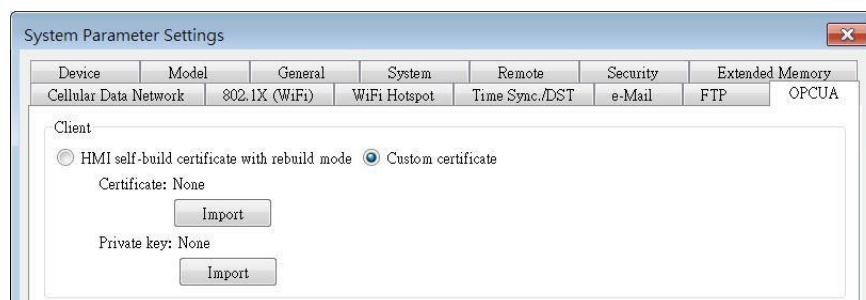 System Parameter Settings
Device Model General System Remote Security Extended Memory
Cellular Data Network 802.1X (WiFi) WiFi Hotspot Time Sync./DST e-Mail FTP OPCUA
Client
HMI self-build certificate with rebuild mode Custom certificate
Certificate: None
Import
Private key: None
Import